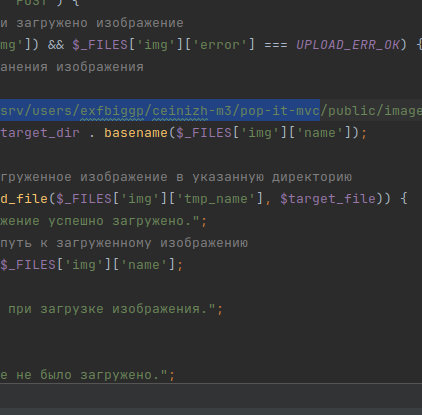 POST') {
и загружено изображение
mg']) && $_FILES['img']['error'] === UPLOAD_ERR_OK) {
анения изображения
srv/users/exfbiggp/ceinizh-m3/pop-it-mvc/public/image
target_dir . basename($_FILES['img']['name']);
груженное изображение в указанную директорию
d_file($_FILES['img']['tmp_name'], $target_file)) {
жение успешно загружено.";
путь к загруженному изображению
$_FILES['img']['name'];
при загрузке изображения.";
е не было загружено.";